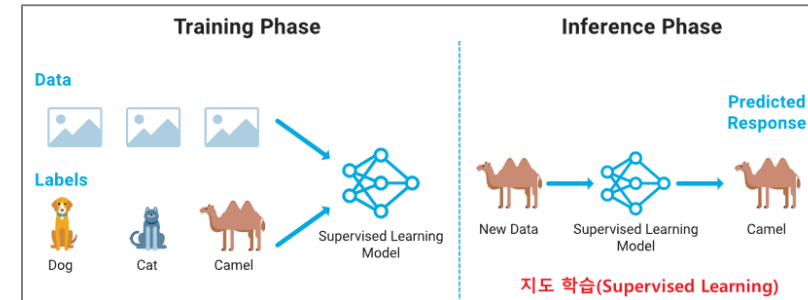 Training Phase
Data
Labels
Dog
Cat
Camel
Supervised Learning
Model
Inference Phase
Predicted
Response
New Data
Supervised Learning
Model
Camel
지도 학습(Supervised Learning)